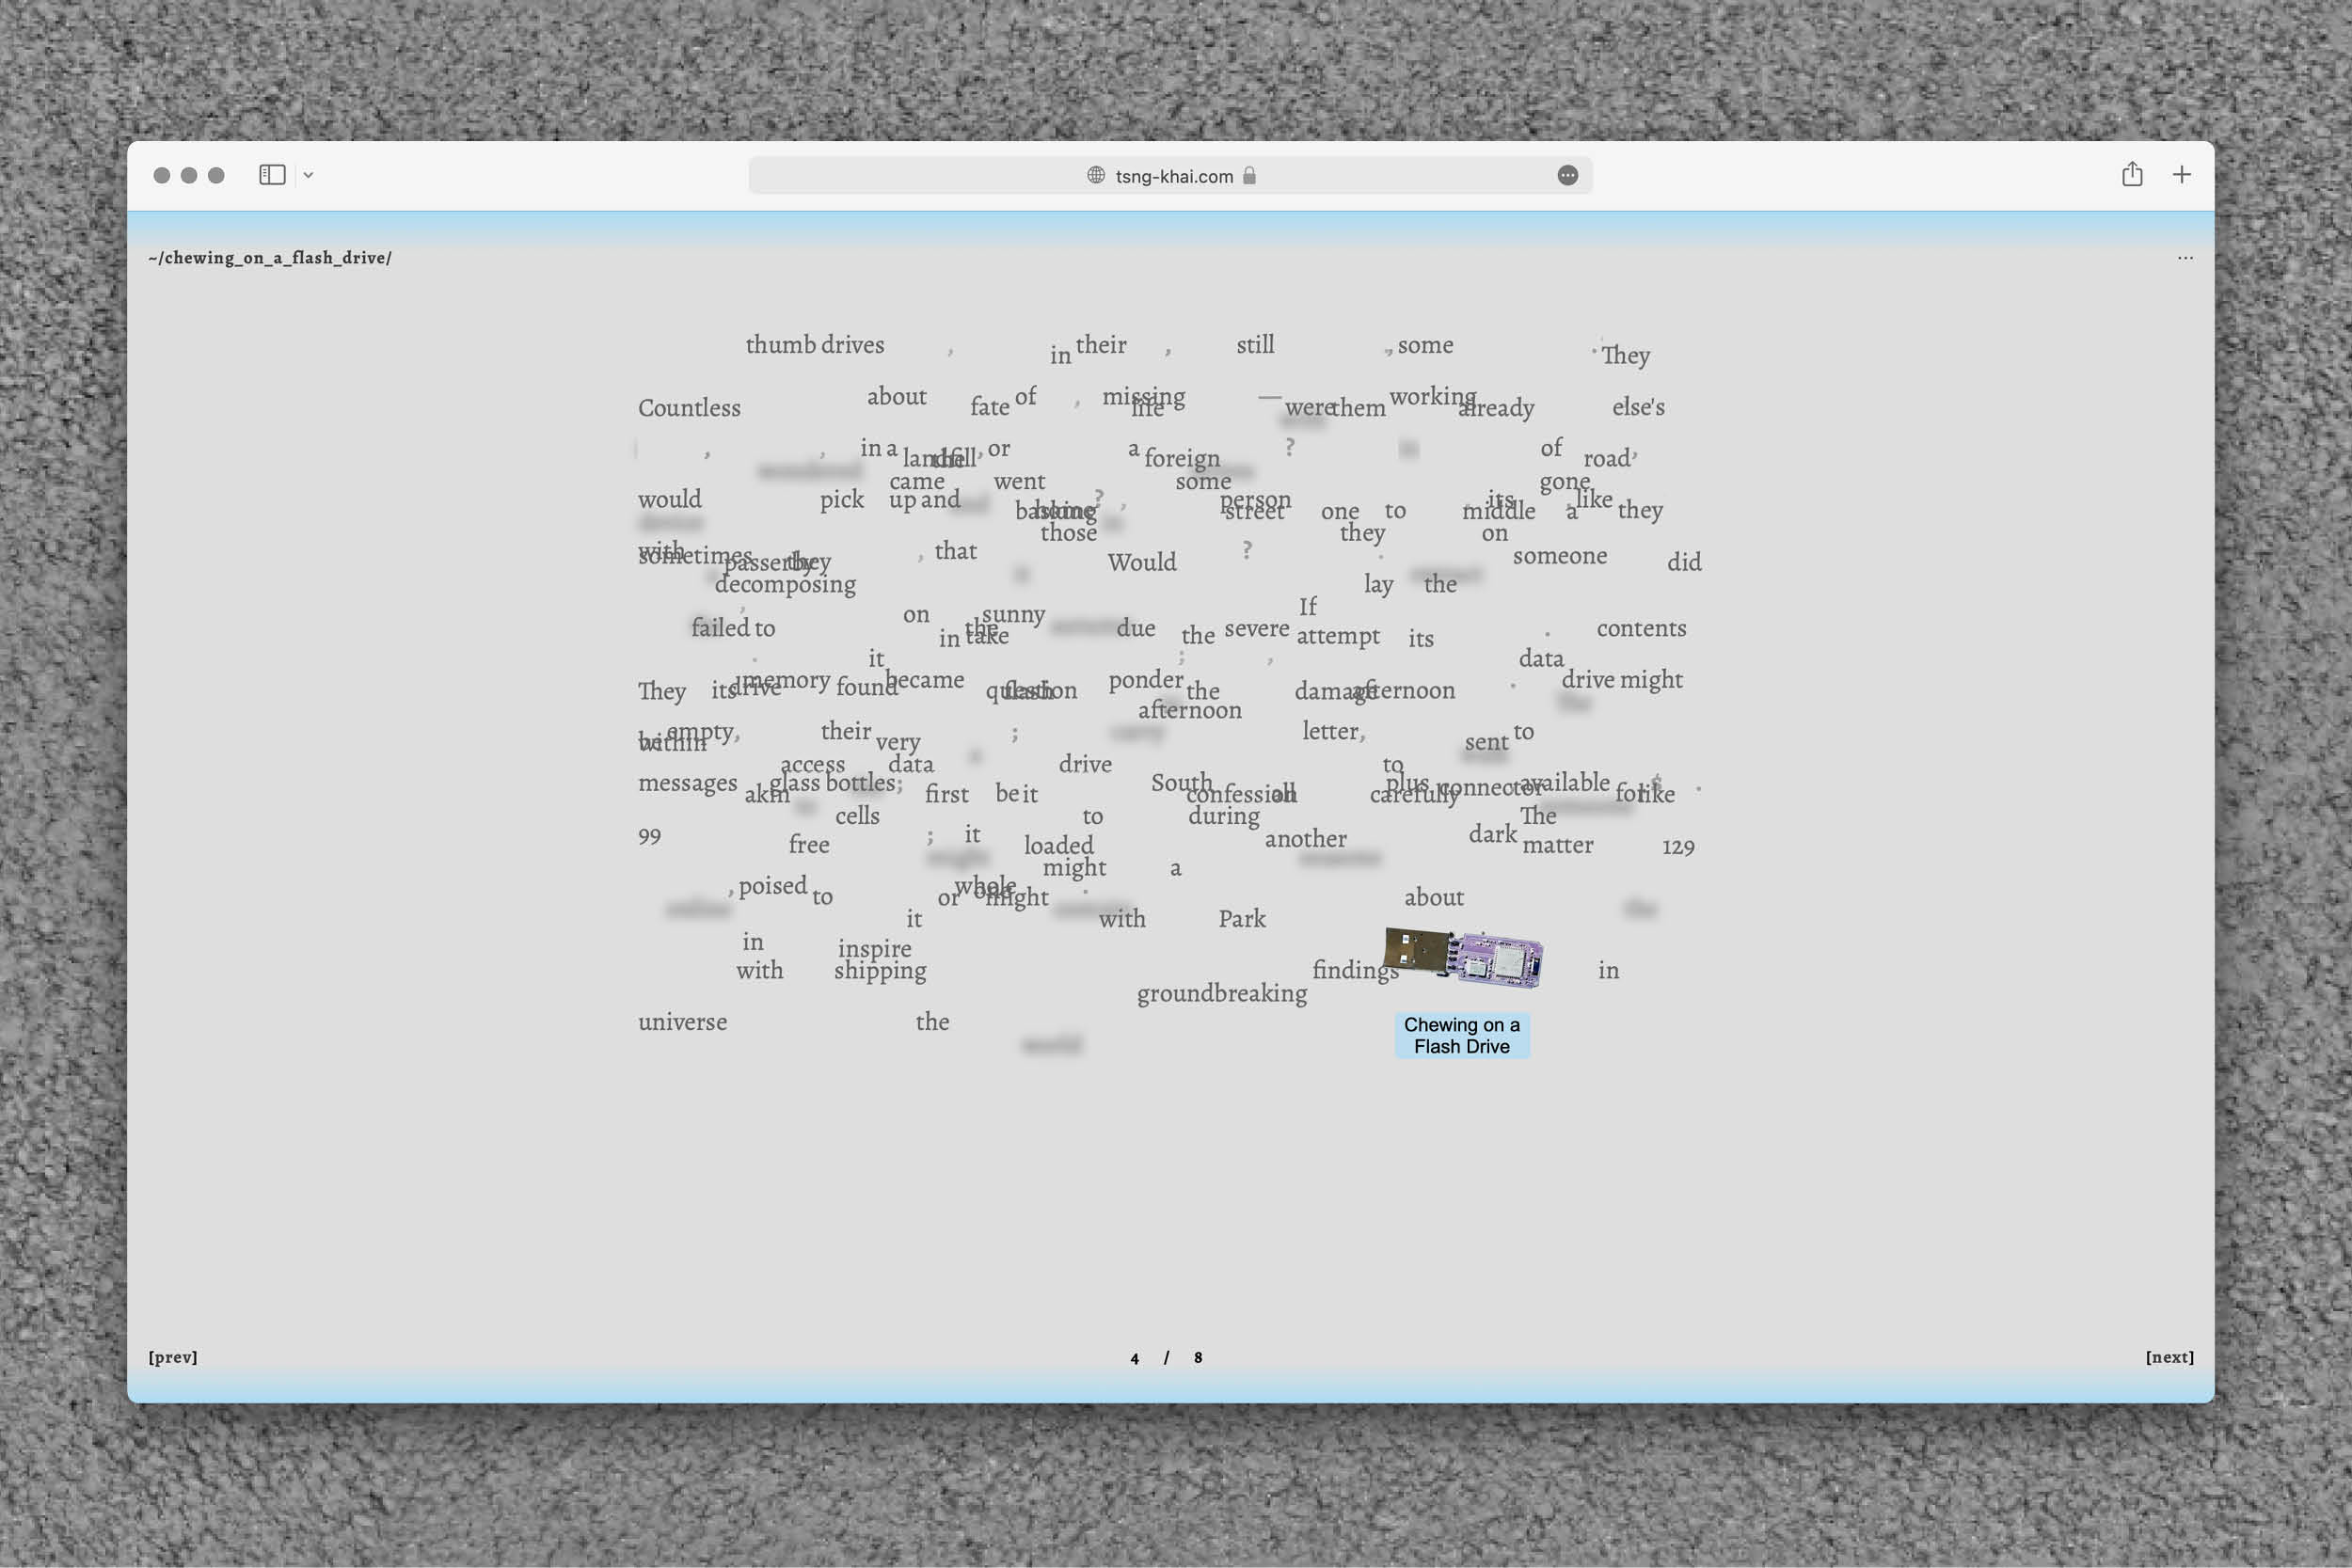 tsng-khai.com
~/chewing_on_a_flash_drive/
...
thumb drives , in their , still ., some . They
about of , missing — working
Countless fate life were them already else's
, , in a , or a ? of ,
landfill the foreign road
came went some gone
would pick up and ? , person its , like
basking home street one to middle a they
those they on
with , that ?
sometimes passerby they Would . someone did
decomposing lay the
, on sunny If
failed to the due severe . contents
in take the attempt its
. it ; , data
memory became ponder drive might
They its drive found question flash the damage afternoon .
afternoon
empty, their ; letter, to
be within very sent
access data drive to
messages glass bottles; South plus connector available $ .
akin first be it confession all carefully for like
cells to during The
99 ; it another dark
free loaded matter 129
might a
, poised whole .
to or one might about
it with Park
in inspire
with shipping findings in
groundbreaking
universe the
Chewing on a
Flash Drive
[prev] 4 / 8 [next]